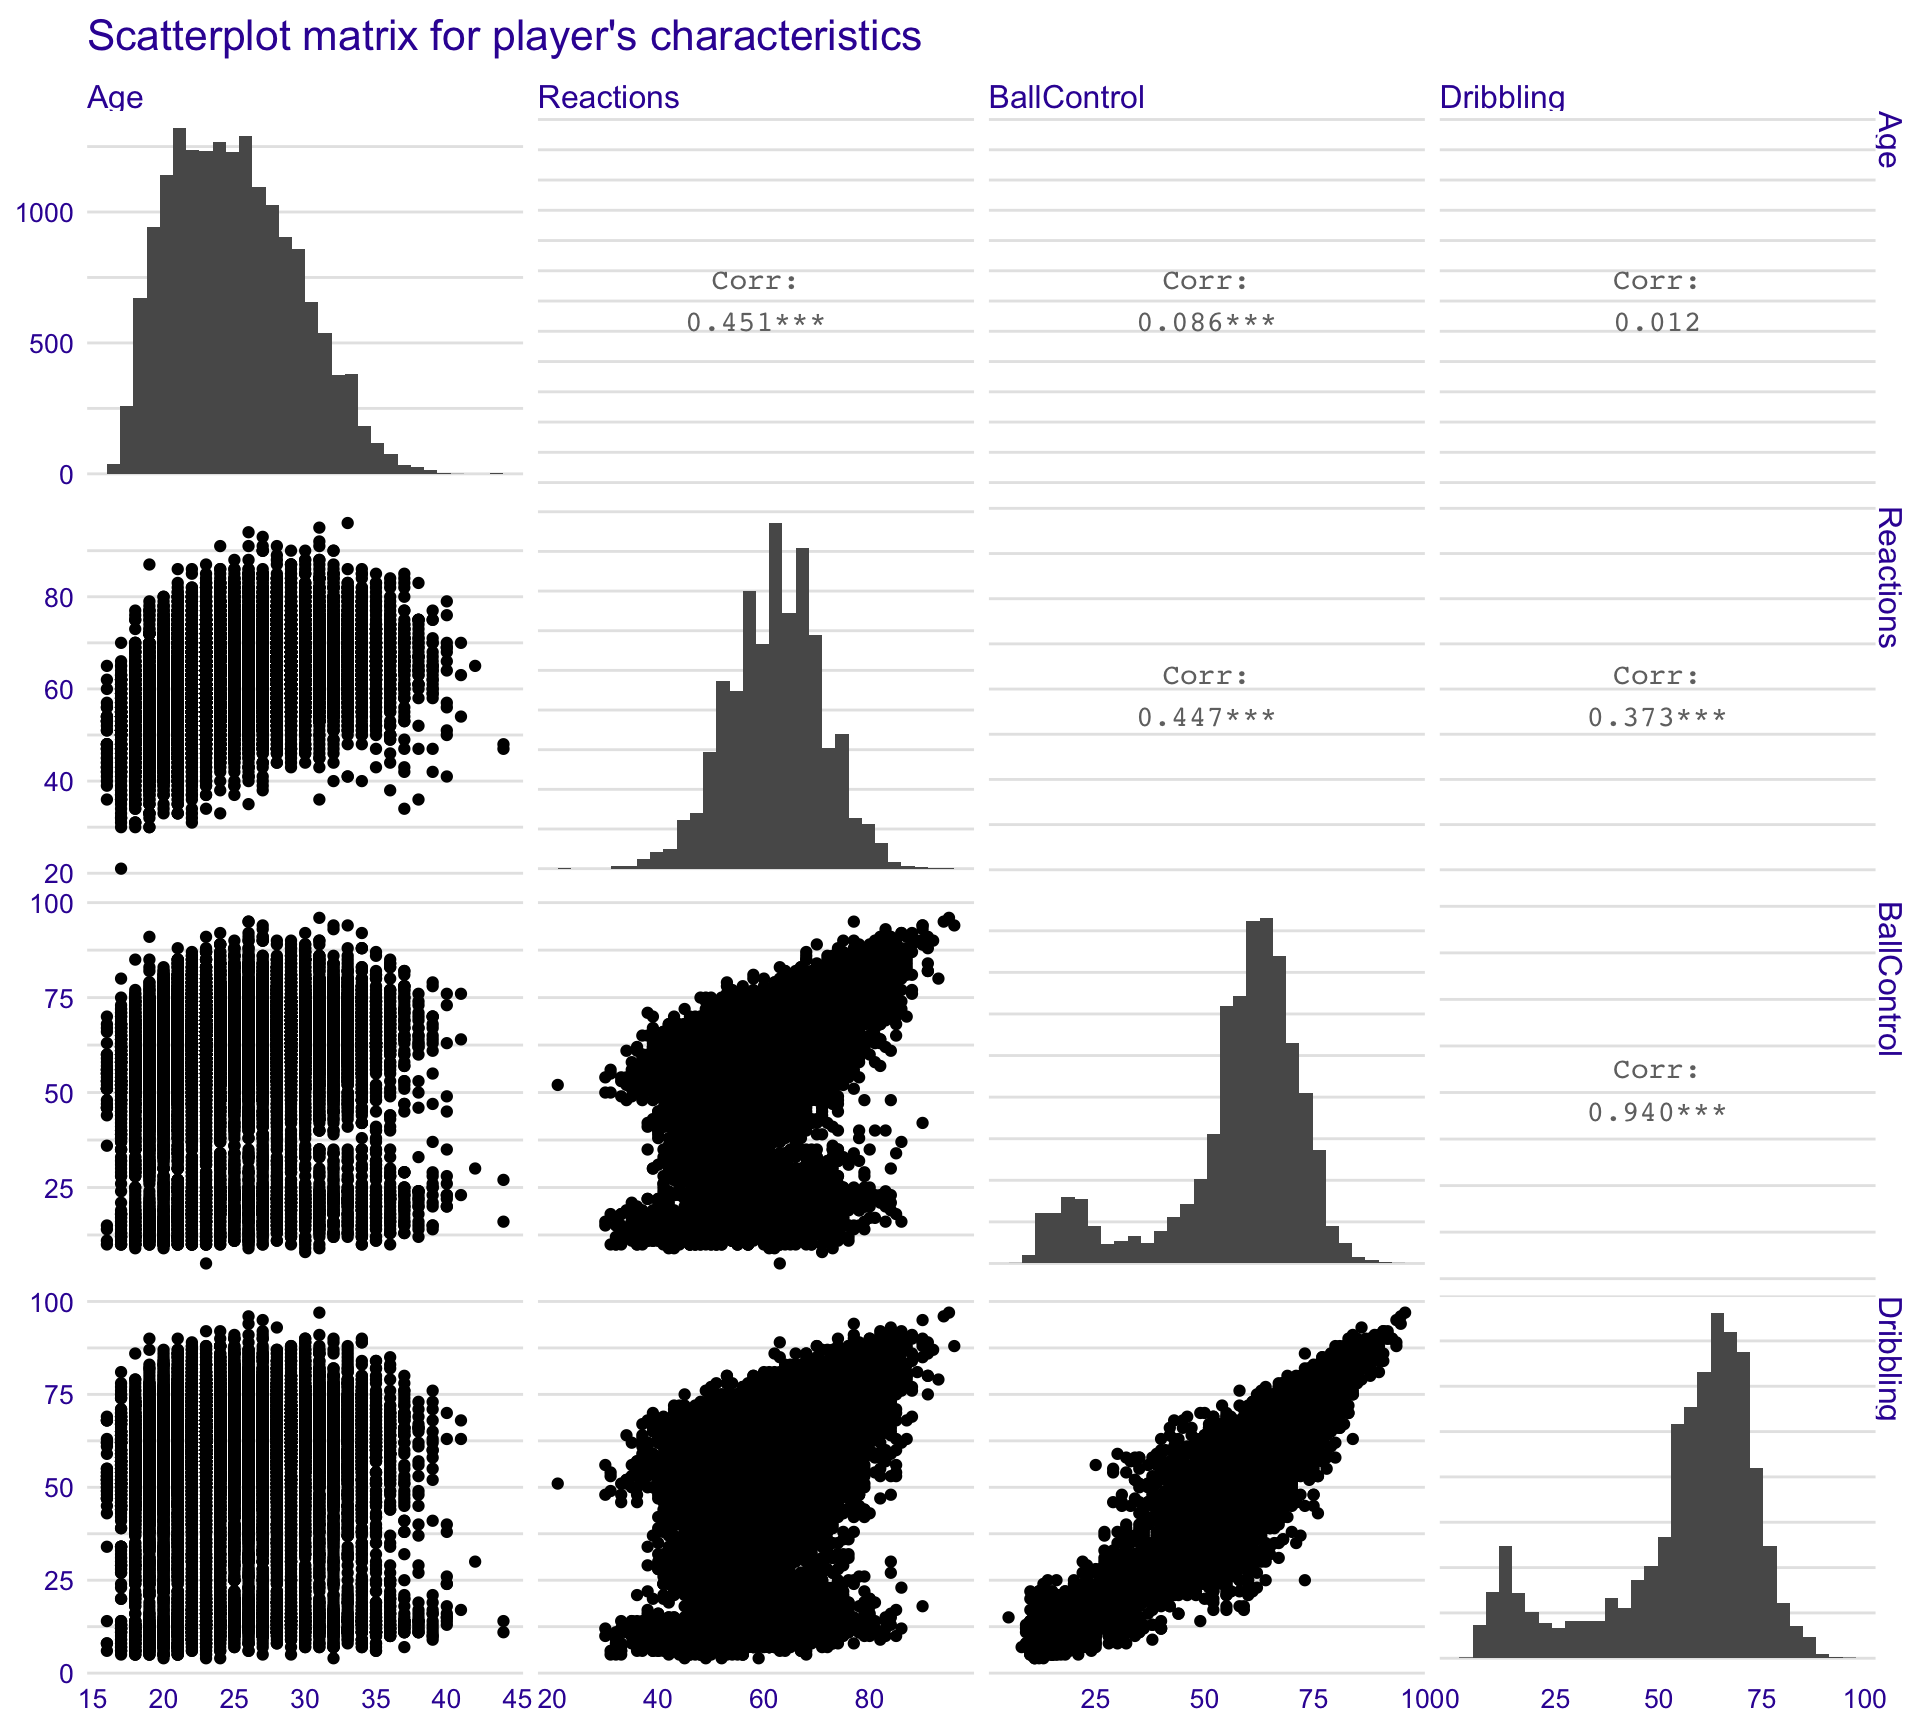 Scatterplot matrix for player's characteristics
Age Reactions BallControl Dribbling
Age
1000
500
0
Corr:
0.451***
Corr:
0.086***
Corr:
0.012
Reactions
80
60
40
20
Corr:
0.447***
Corr:
0.373***
BallControl
100
75
50
25
Corr:
0.940***
Dribbling
100
75
50
25
0
15 20 25 30 35 40 45 20 40 60 80 25 50 75 100 0 25 50 75 100